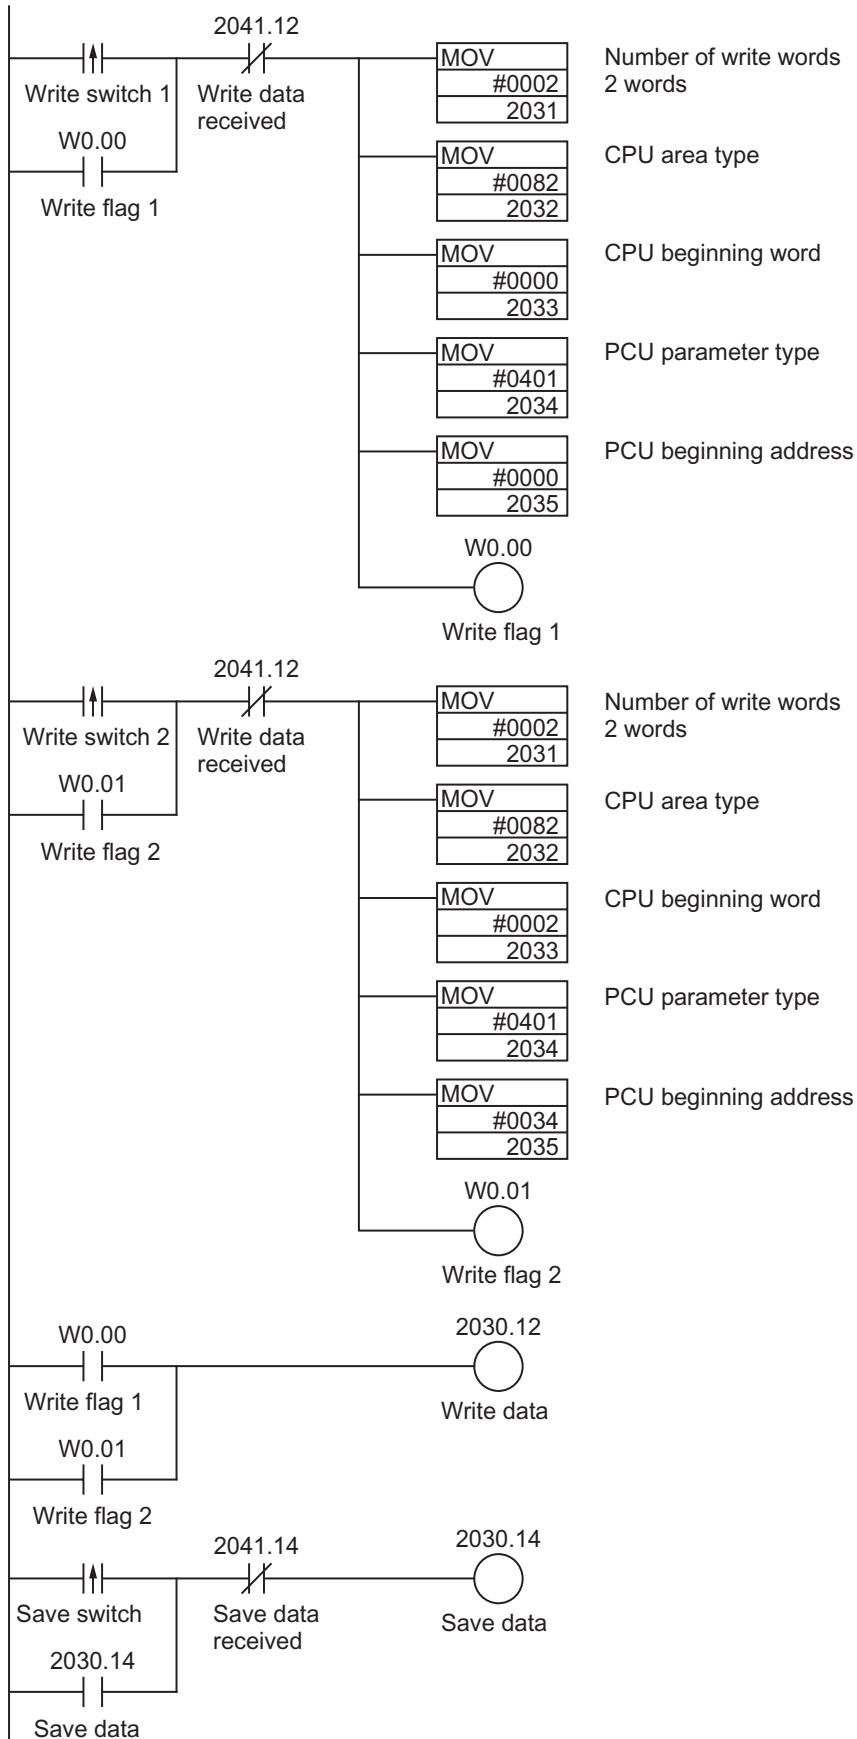 2041.12
MOV
Number of write words
#0002
2 words
Write switch 1
Write data
2031
received
W0.00
MOV
CPU area type
#0082
Write flag 1
2032
MOV
CPU beginning word
#0000
2033
MOV
PCU parameter type
#0401
2034
MOV
PCU beginning address
#0000
2035
W0.00
Write flag 1
2041.12
MOV
Number of write words
#0002
2 words
Write switch 2
Write data
2031
received
W0.01
MOV
CPU area type
#0082
Write flag 2
2032
MOV
CPU beginning word
#0002
2033
MOV
PCU parameter type
#0401
2034
MOV
PCU beginning address
#0034
2035
W0.01
Write flag 2
W0.00
2030.12
Write flag 1
Write data
W0.01
Write flag 2
2041.14
2030.14
Save switch
Save data
received
Save data
2030.14
Save data